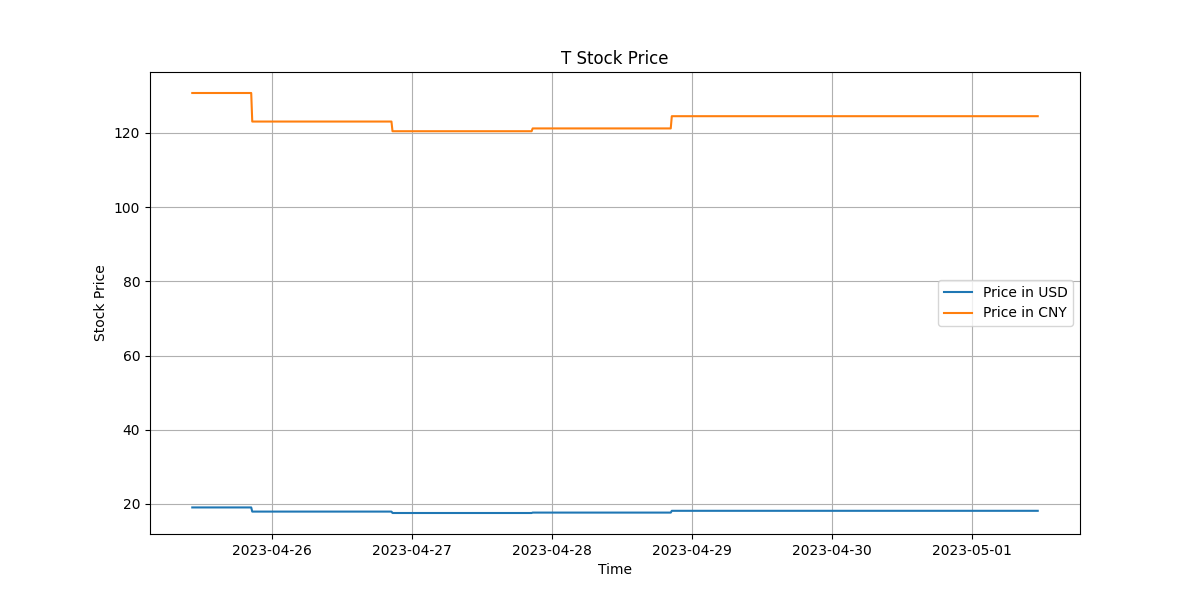 T Stock Price
Stock Price
120
100
80
60
40
20
Price in USD
Price in CNY
2023-04-26
2023-04-27
2023-04-28
2023-04-29
2023-04-30
2023-05-01
Time